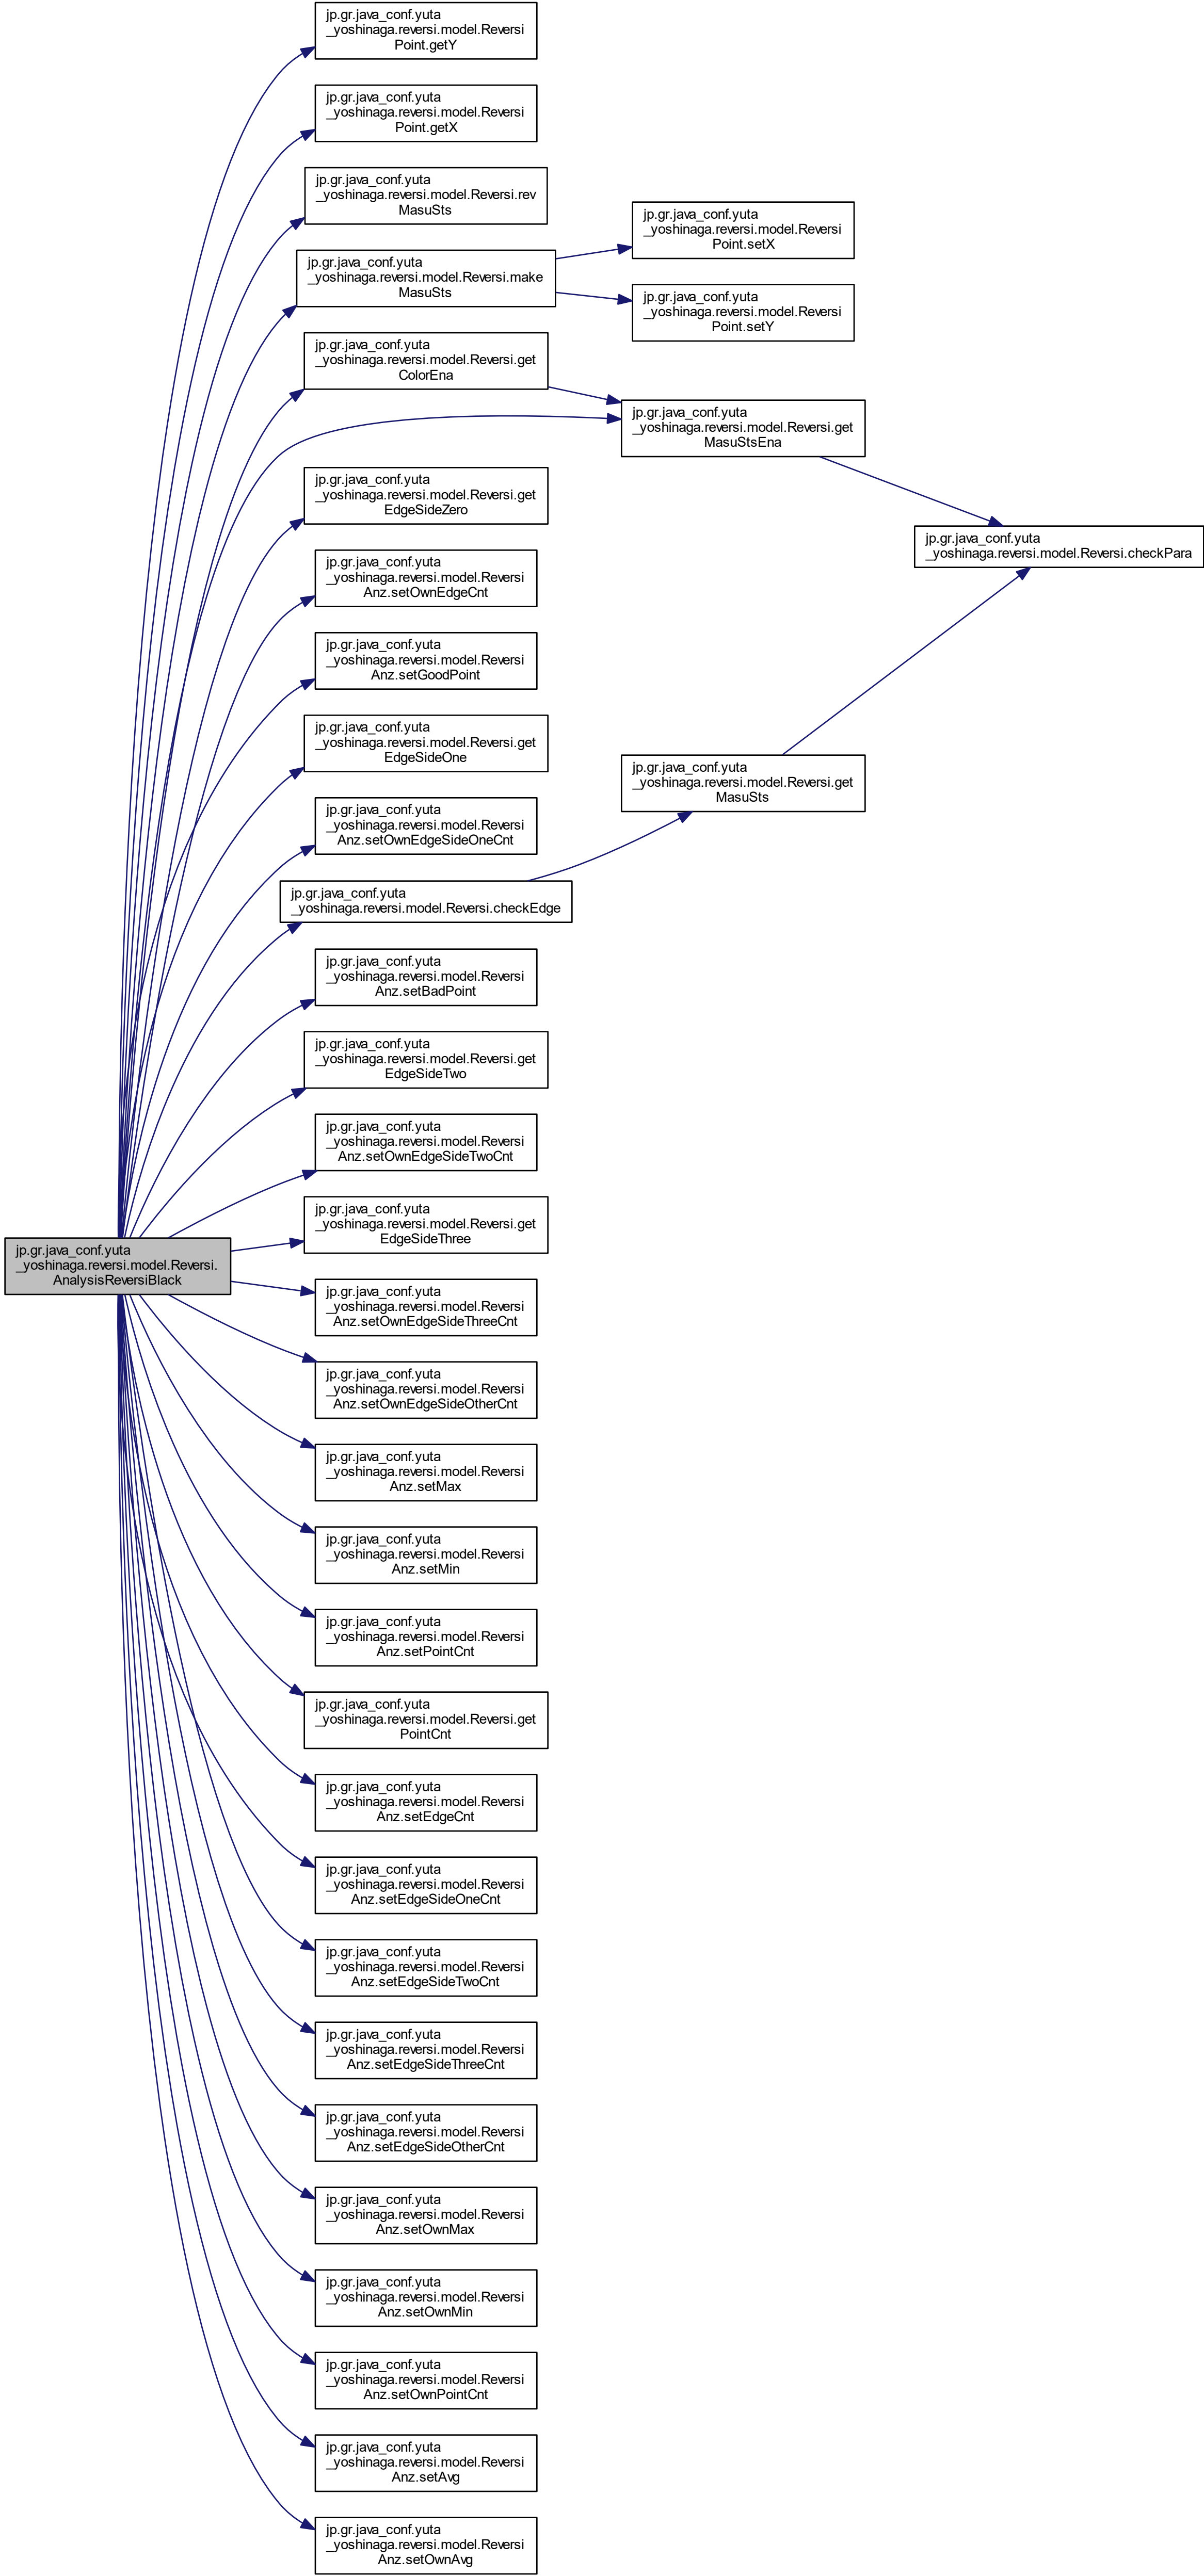 jp.gr.java_conf.yuta
_yoshinaga.reversi.model.Reversi
Point.getY
jp.gr.java_conf.yuta
_yoshinaga.reversi.model.Reversi
Point.getX
jp.gr.java_conf.yuta
_yoshinaga.reversi.model.Reversi.rev
MasuSts
jp.gr.java_conf.yuta
_yoshinaga.reversi.model.Reversi
Point.setX
jp.gr.java_conf.yuta
_yoshinaga.reversi.model.Reversi.make
MasuSts
jp.gr.java_conf.yuta
_yoshinaga.reversi.model.Reversi
Point.setY
jp.gr.java_conf.yuta
_yoshinaga.reversi.model.Reversi.get
ColorEna
jp.gr.java_conf.yuta
_yoshinaga.reversi.model.Reversi.get
MasuStsEna
jp.gr.java_conf.yuta
_yoshinaga.reversi.model.Reversi.get
EdgeSideZero
jp.gr.java_conf.yuta
_yoshinaga.reversi.model.Reversi.checkPara
jp.gr.java_conf.yuta
_yoshinaga.reversi.model.Reversi
Anz.setOwnEdgeCnt
jp.gr.java_conf.yuta
_yoshinaga.reversi.model.Reversi
Anz.setGoodPoint
jp.gr.java_conf.yuta
_yoshinaga.reversi.model.Reversi.get
EdgeSideOne
jp.gr.java_conf.yuta
_yoshinaga.reversi.model.Reversi.get
MasuSts
jp.gr.java_conf.yuta
_yoshinaga.reversi.model.Reversi
Anz.setOwnEdgeSideOneCnt
jp.gr.java_conf.yuta
_yoshinaga.reversi.model.Reversi.checkEdge
jp.gr.java_conf.yuta
_yoshinaga.reversi.model.Reversi
Anz.setBadPoint
jp.gr.java_conf.yuta
_yoshinaga.reversi.model.Reversi.get
EdgeSideTwo
jp.gr.java_conf.yuta
_yoshinaga.reversi.model.Reversi
Anz.setOwnEdgeSideTwoCnt
jp.gr.java_conf.yuta
_yoshinaga.reversi.model.Reversi.get
EdgeSideThree
jp.gr.java_conf.yuta
_yoshinaga.reversi.model.Reversi.
AnalysisReversiBlack
jp.gr.java_conf.yuta
_yoshinaga.reversi.model.Reversi
Anz.setOwnEdgeSideThreeCnt
jp.gr.java_conf.yuta
_yoshinaga.reversi.model.Reversi
Anz.setOwnEdgeSideOtherCnt
jp.gr.java_conf.yuta
_yoshinaga.reversi.model.Reversi
Anz.setMax
jp.gr.java_conf.yuta
_yoshinaga.reversi.model.Reversi
Anz.setMin
jp.gr.java_conf.yuta
_yoshinaga.reversi.model.Reversi
Anz.setPointCnt
jp.gr.java_conf.yuta
_yoshinaga.reversi.model.Reversi.get
PointCnt
jp.gr.java_conf.yuta
_yoshinaga.reversi.model.Reversi
Anz.setEdgeCnt
jp.gr.java_conf.yuta
_yoshinaga.reversi.model.Reversi
Anz.setEdgeSideOneCnt
jp.gr.java_conf.yuta
_yoshinaga.reversi.model.Reversi
Anz.setEdgeSideTwoCnt
jp.gr.java_conf.yuta
_yoshinaga.reversi.model.Reversi
Anz.setEdgeSideThreeCnt
jp.gr.java_conf.yuta
_yoshinaga.reversi.model.Reversi
Anz.setEdgeSideOtherCnt
jp.gr.java_conf.yuta
_yoshinaga.reversi.model.Reversi
Anz.setOwnMax
jp.gr.java_conf.yuta
_yoshinaga.reversi.model.Reversi
Anz.setOwnMin
jp.gr.java_conf.yuta
_yoshinaga.reversi.model.Reversi
Anz.setOwnPointCnt
jp.gr.java_conf.yuta
_yoshinaga.reversi.model.Reversi
Anz.setAvg
jp.gr.java_conf.yuta
_yoshinaga.reversi.model.Reversi
Anz.setOwnAvg